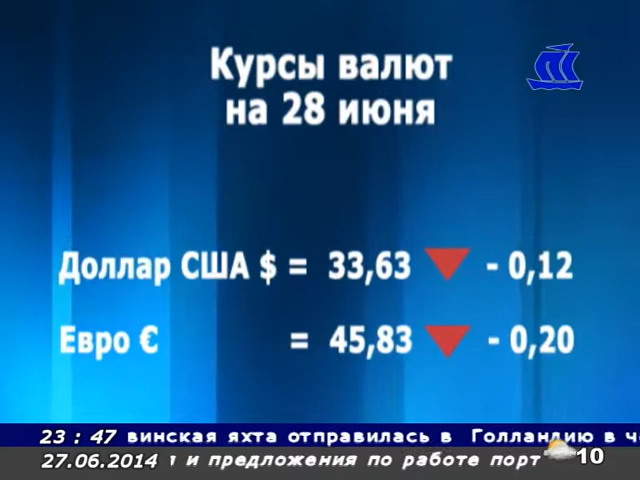 Курсы валют
на 28 июня
Доллар США $ = 33,63 - 0,12
Евро € = 45,83 - 0,20
23 : 47 винская яхта отправилась в Голландию в
27.06.2014 и предложения по работе порт 10